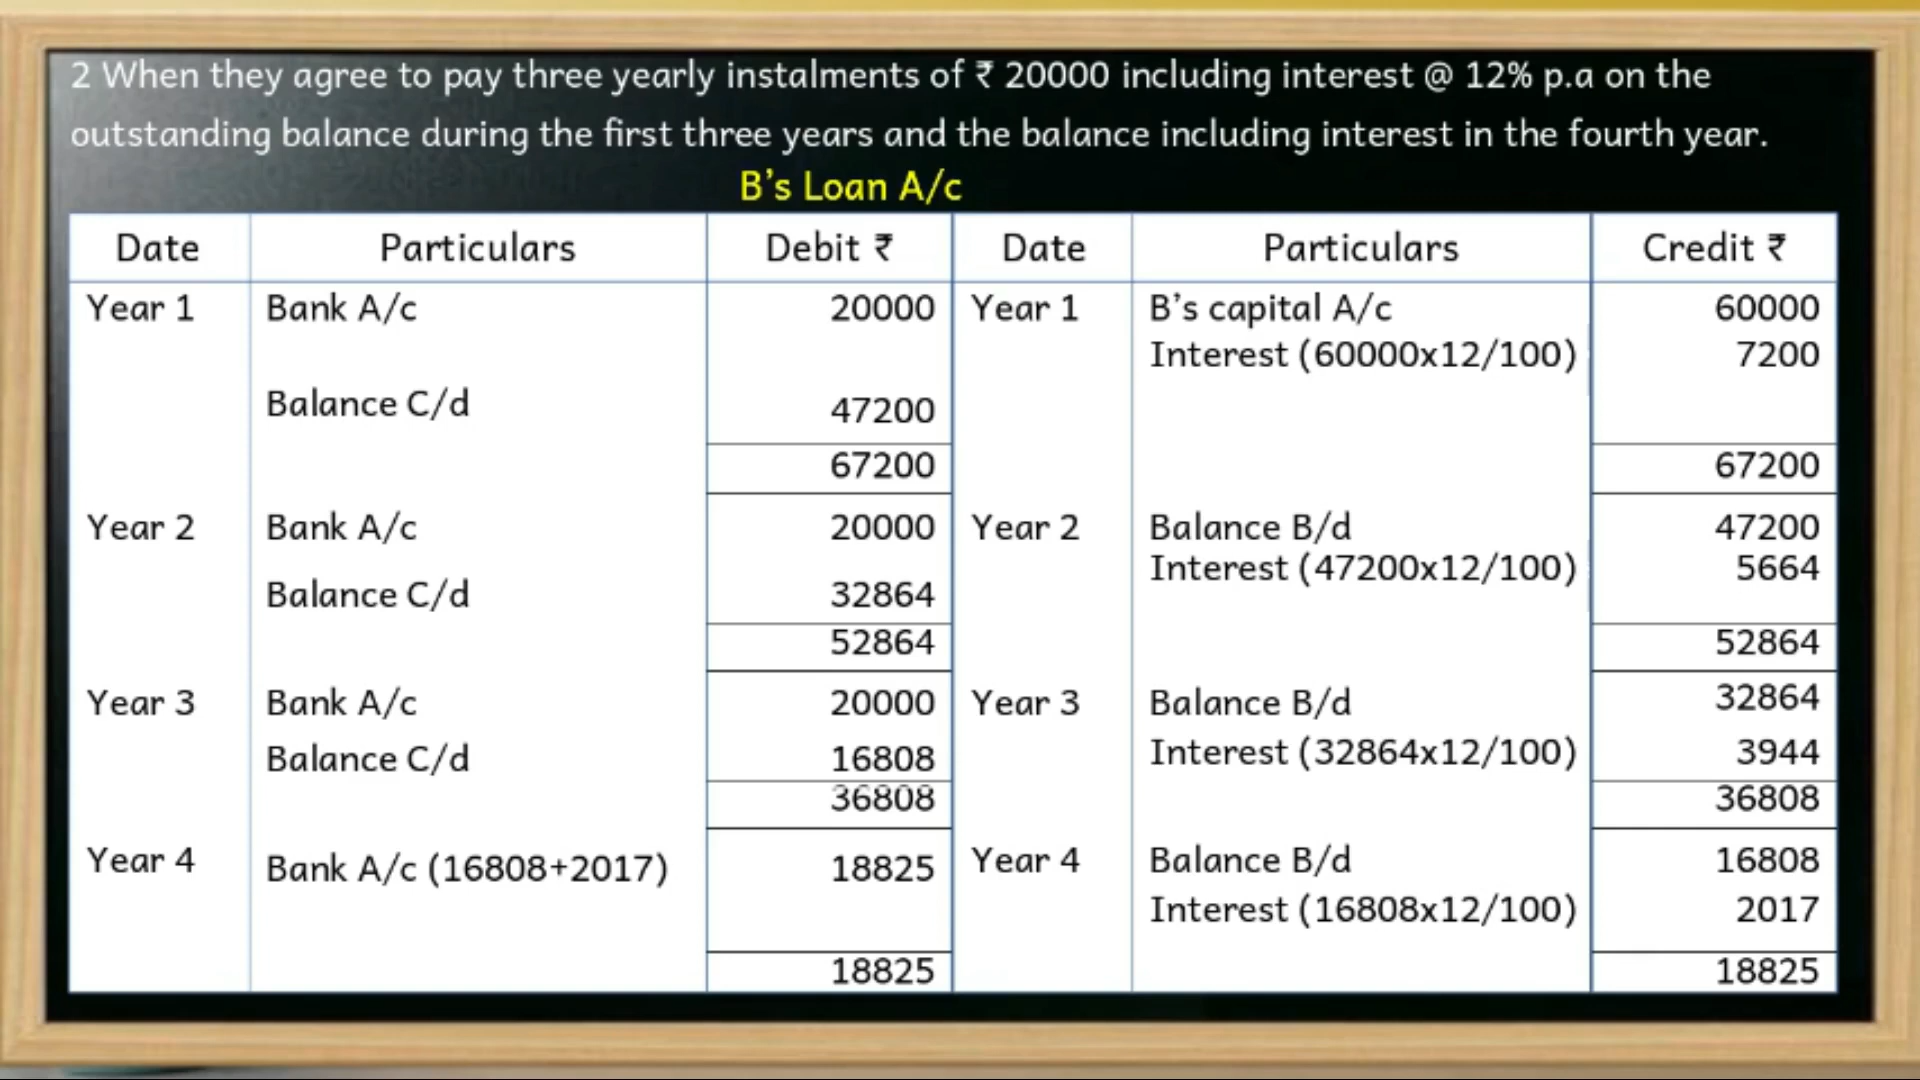 2 When they agree to pay three yearly instalments of ₹ 20000 including interest @ 12% p.a on the
outstanding balance during the first three years and the balance including interest in the fourth year.
B's Loan A/c
Date Particulars Debit ₹ Date Particulars Credit ₹
Year 1 Bank A/c 20000 Year 1 B's capital A/c 60000
Interest (60000x12/100) 7200
Balance C/d 47200
67200 67200
Year 2 Bank A/c 20000 Year 2 Balance B/d 47200
Interest (47200x12/100) 5664
Balance C/d 32864
52864 52864
Year 3 Bank A/c 20000 Year 3 Balance B/d 32864
Balance C/d 16808 Interest (32864x12/100) 3944
36808 36808
Year 4 Bank A/c (16808+2017) 18825 Year 4 Balance B/d 16808
Interest (16808x12/100) 2017
18825 18825